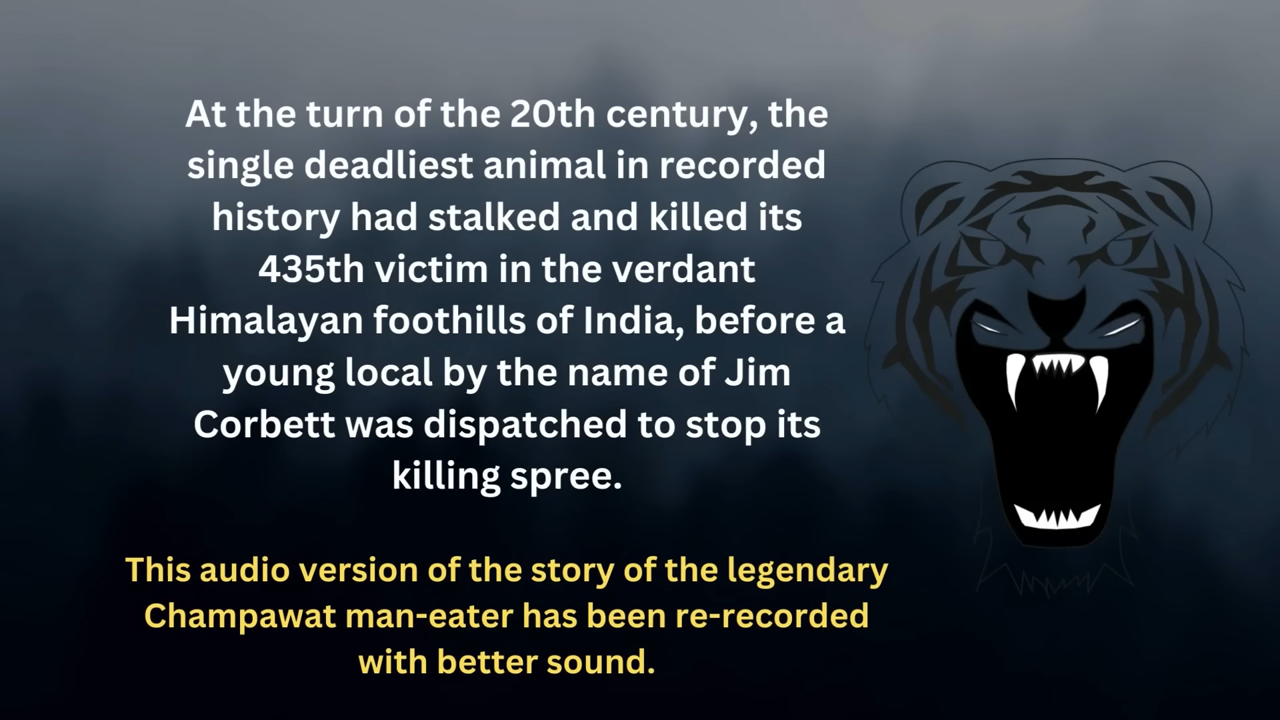 At the turn of the 20th century, the
single deadliest animal in recorded
history had stalked and killed its
435th victim in the verdant
Himalayan foothills of India, before a
young local by the name of Jim
Corbett was dispatched to stop its
killing spree.
This audio version of the story of the legendary
Champawat man-eater has been re-recorded
with better sound.